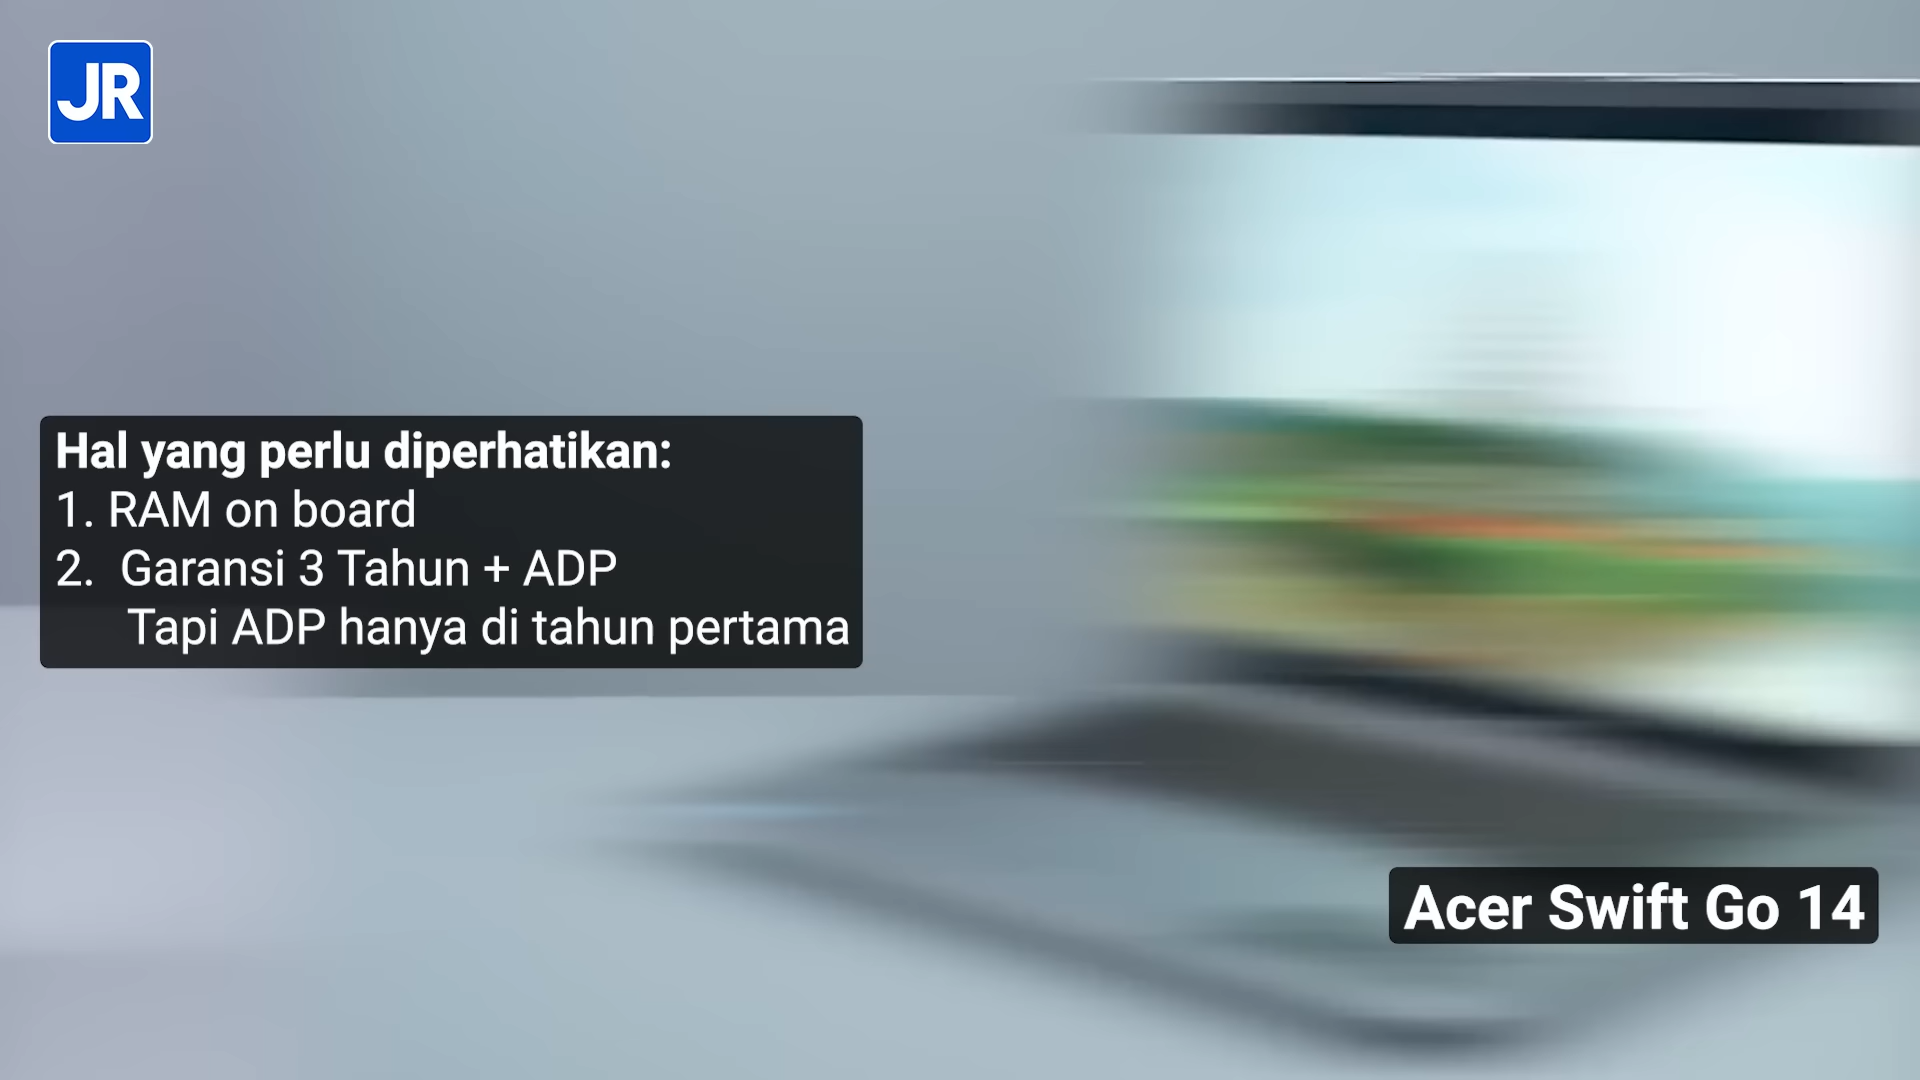 JR
Hal yang perlu diperhatikan:
1. RAM on board
2. Garansi 3 Tahun + ADP
Tapi ADP hanya di tahun pertama
Acer Swift Go 14